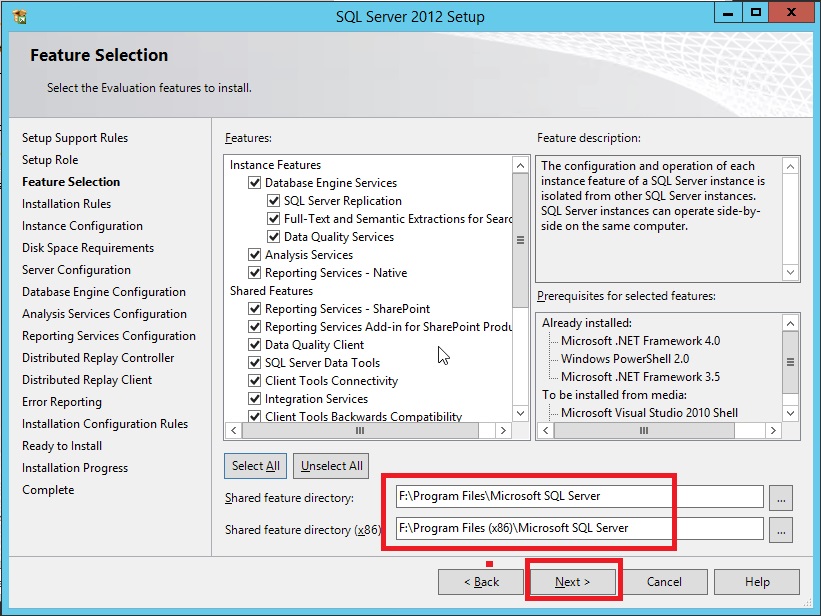 SQL Server 2012 Setup
Feature Selection
Select the Evaluation features to install.
Setup Support Rules
Setup Role
Feature Selection
Installation Rules
Instance Configuration
Disk Space Requirements
Server Configuration
Database Engine Configuration
Analysis Services Configuration
Reporting Services Configuration
Distributed Replay Controller
Distributed Replay Client
Error Reporting
Installation Configuration Rules
Ready to Install
Installation Progress
Complete
Features:
Instance Features
Database Engine Services
SQL Server Replication
Full-Text and Semantic Extractions for Searc
Data Quality Services
Analysis Services
Reporting Services - Native
Shared Features
Reporting Services - SharePoint
Reporting Services Add-in for SharePoint Produ
Data Quality Client
SQL Server Data Tools
Client Tools Connectivity
Integration Services
Client Tools Backwards Compatibility
Feature description:
The configuration and operation of each
instance feature of a SQL Server instance is
isolated from other SQL Server instances.
SQL Server instances can operate side-by-
side on the same computer.
Prerequisites for selected features:
Already installed:
Microsoft .NET Framework 4.0
Windows PowerShell 2.0
Microsoft .NET Framework 3.5
To be installed from media:
Microsoft Visual Studio 2010 Shell
Select All
Unselect All
Shared feature directory:
F:\Program Files\Microsoft SQL Server
...
Shared feature directory (x86)
F:\Program Files (x86)\Microsoft SQL Server
...
< Back
Next >
Cancel
Help